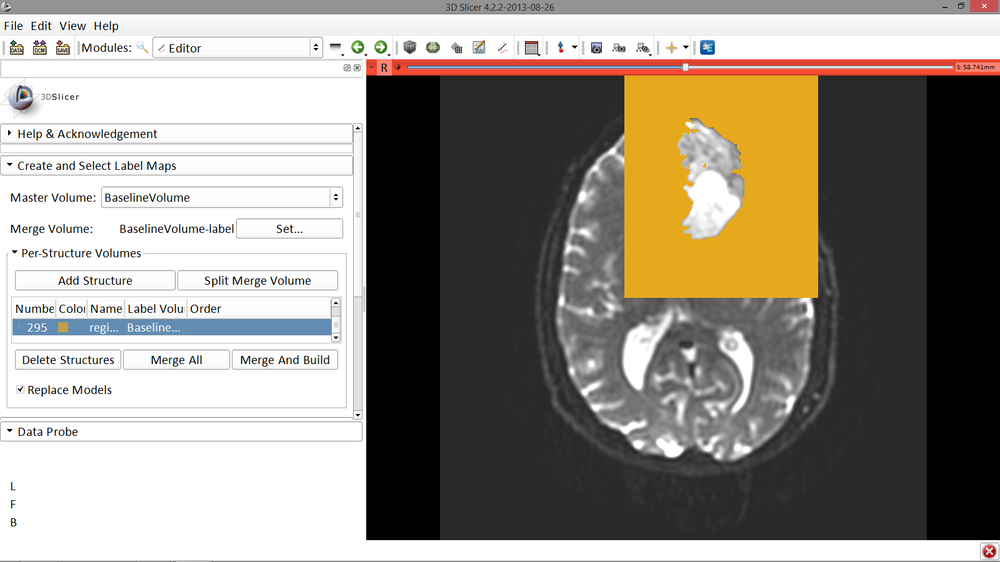 3D Slicer 4.2.2-2013-08-26
File Edit View Help
DATA DCM SAVE Modules: Editor
R S: 58.741mm
3DSlicer
Help & Acknowledgement
Create and Select Label Maps
Master Volume: BaselineVolume
Merge Volume: BaselineVolume-label Set...
Per-Structure Volumes
Add Structure Split Merge Volume
Numbe Color Name Label Volu Order
295 regi... Baseline...
Delete Structures Merge All Merge And Build
Replace Models
Data Probe
L
F
B